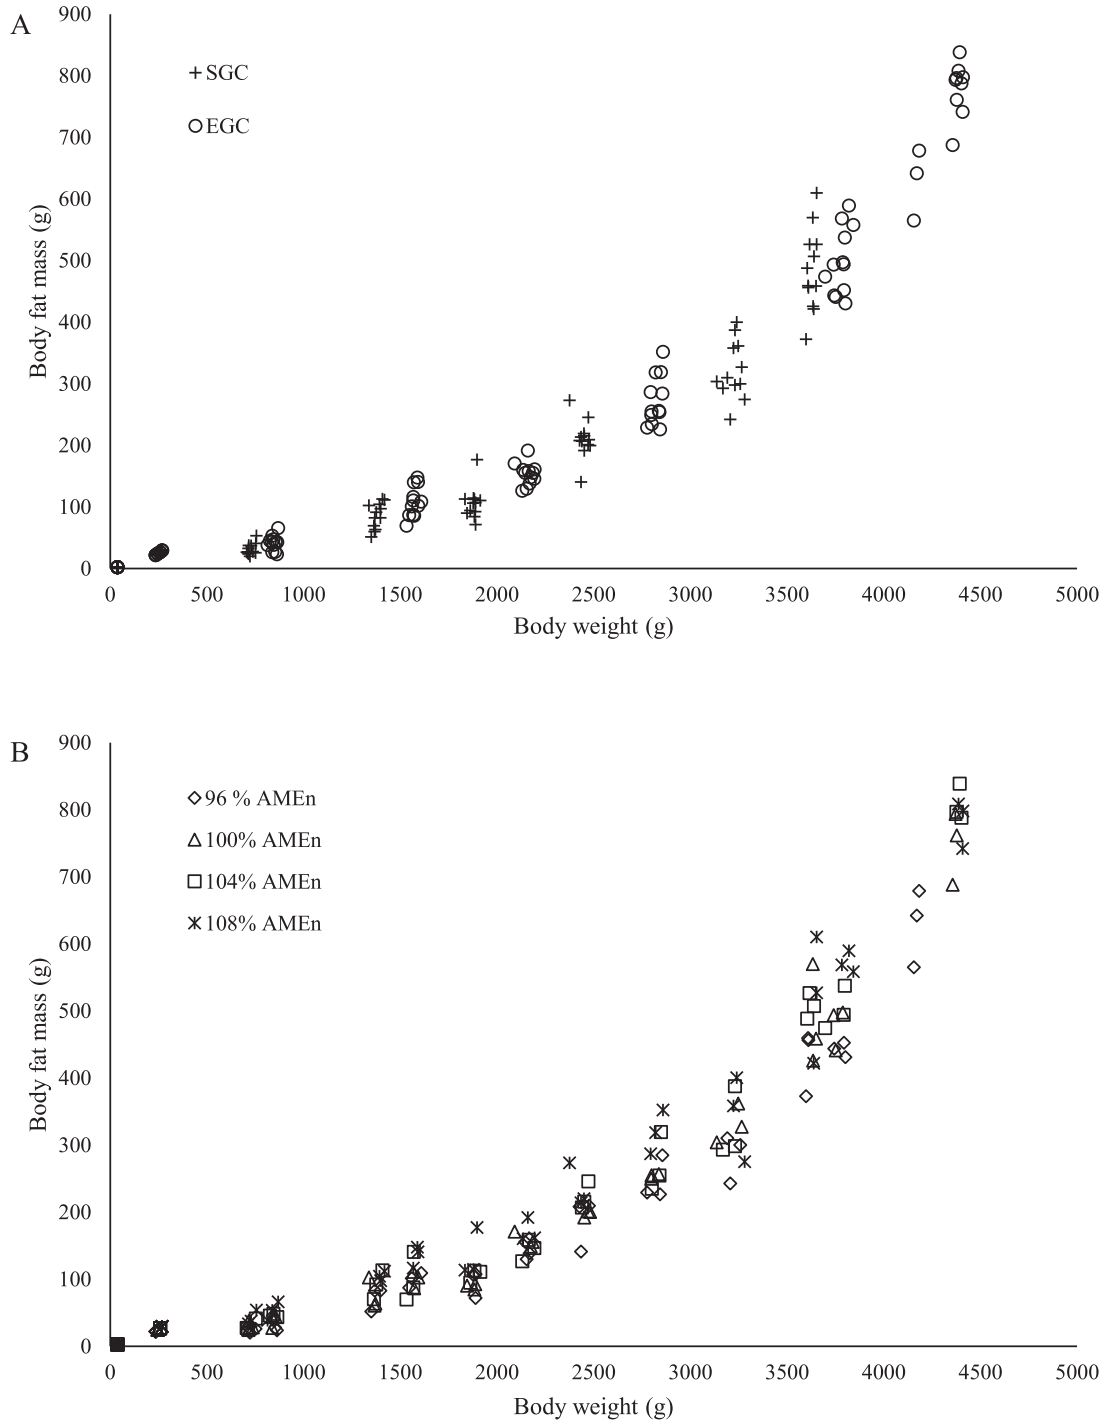 A
900
800
700
600
500
400
300
200
100
0
Body fat mass (g)
SGC
EGC
0 500 1000 1500 2000 2500 3000 3500 4000 4500 5000
Body weight (g)
B
900
800
700
600
500
400
300
200
100
0
Body fat mass (g)
96 % AMEn
100% AMEn
104% AMEn
108% AMEn
0 500 1000 1500 2000 2500 3000 3500 4000 4500 5000
Body weight (g)